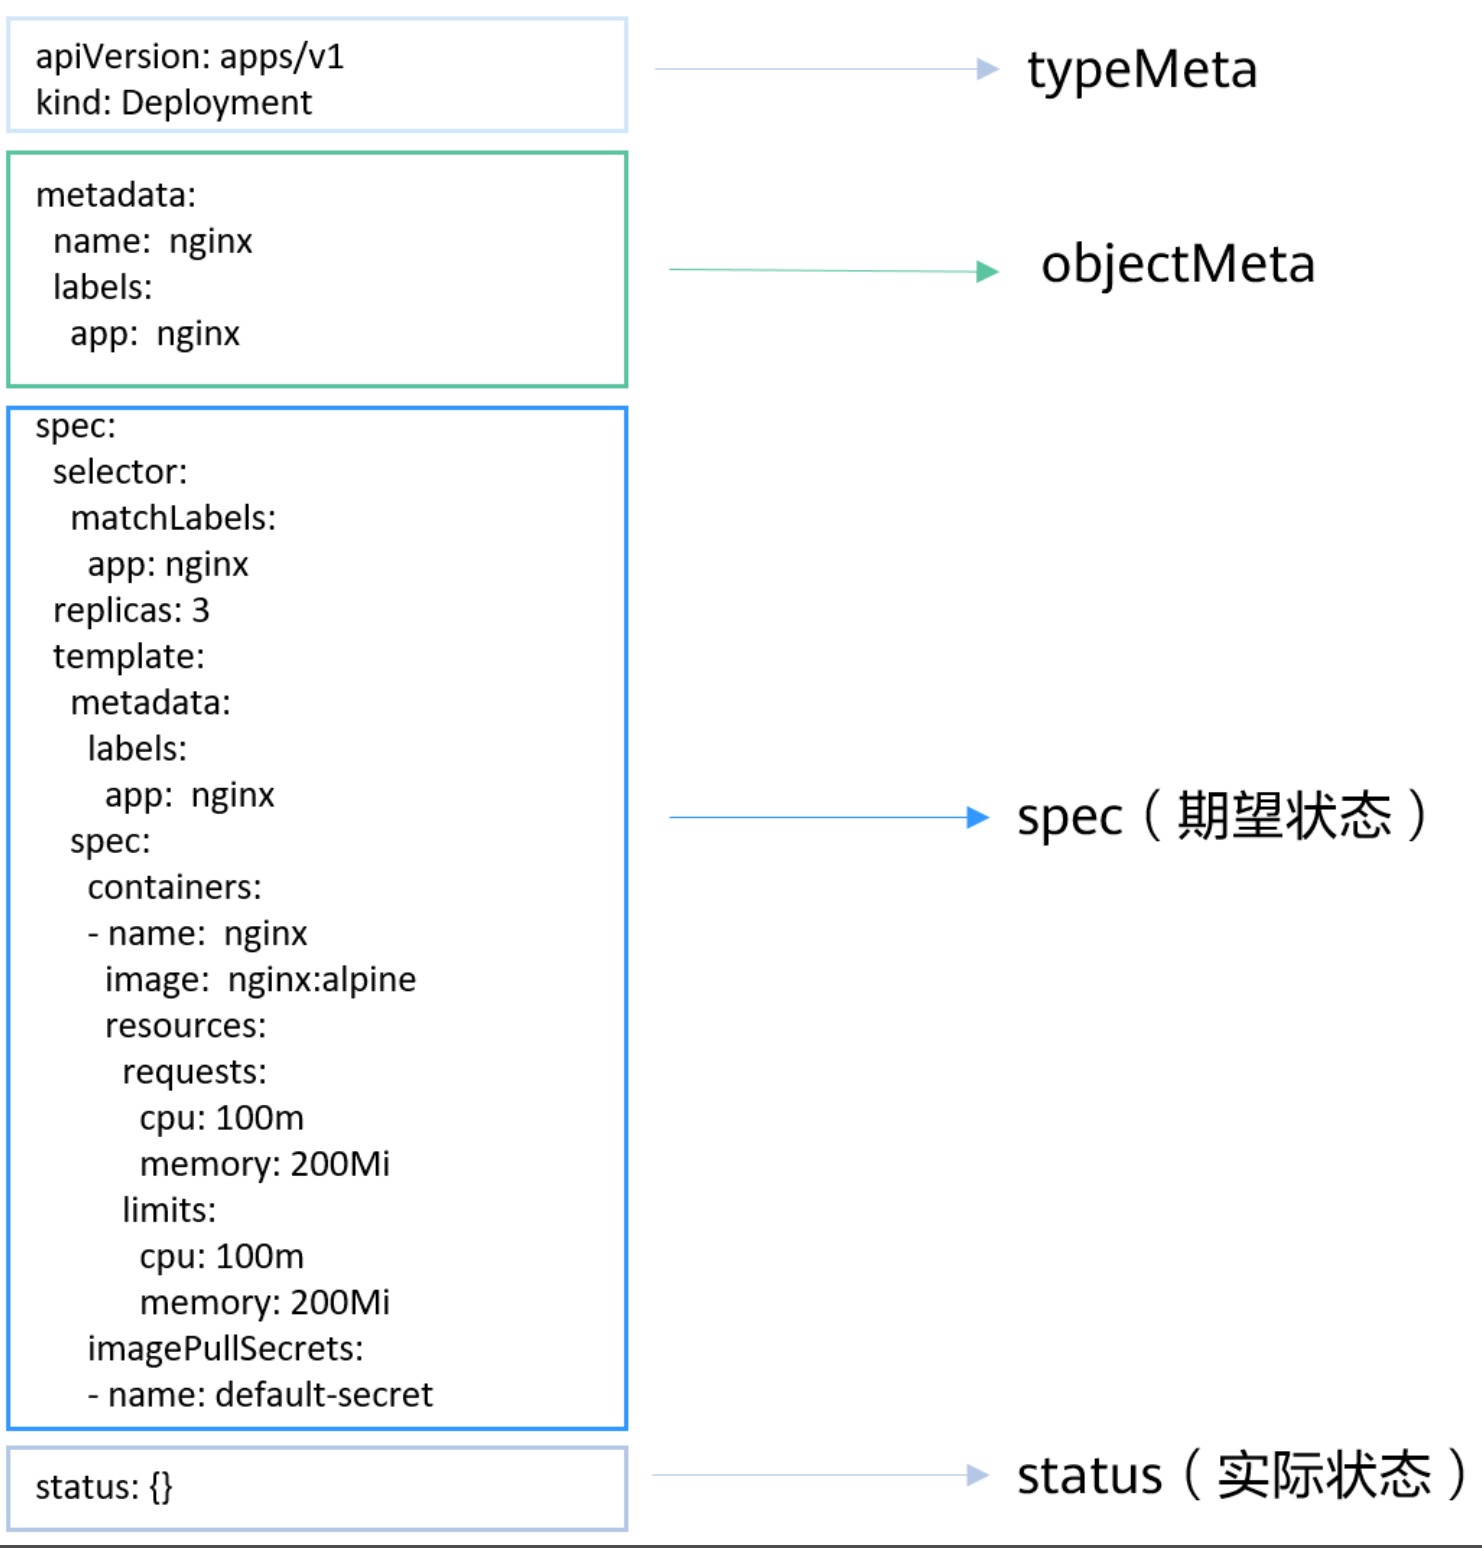 apiVersion: apps/v1
kind: Deployment
typeMeta
metadata:
name: nginx
labels:
app: nginx
objectMeta
spec:
selector:
matchLabels:
app: nginx
replicas: 3
template:
metadata:
labels:
app: nginx
spec:
containers:
- name: nginx
image: nginx:alpine
resources:
requests:
cpu: 100m
memory: 200Mi
limits:
cpu: 100m
memory: 200Mi
imagePullSecrets:
- name: default-secret
spec（期望状态）
status: {}
status（实际状态）